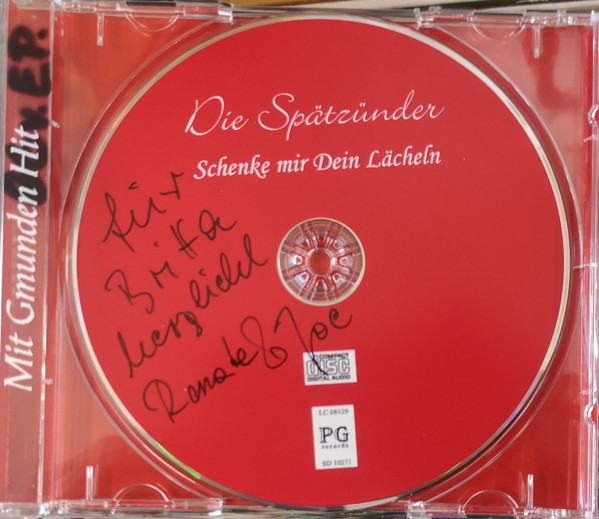 Die Spätzünder
Schenke mir Dein Lächeln
für
Britta
herzlichst
Renate & Joe
COMPACT
disc
DIGITAL AUDIO
LC 08129
PG
records
SD 10271
Mit Gmunden Hit
v. E.P.